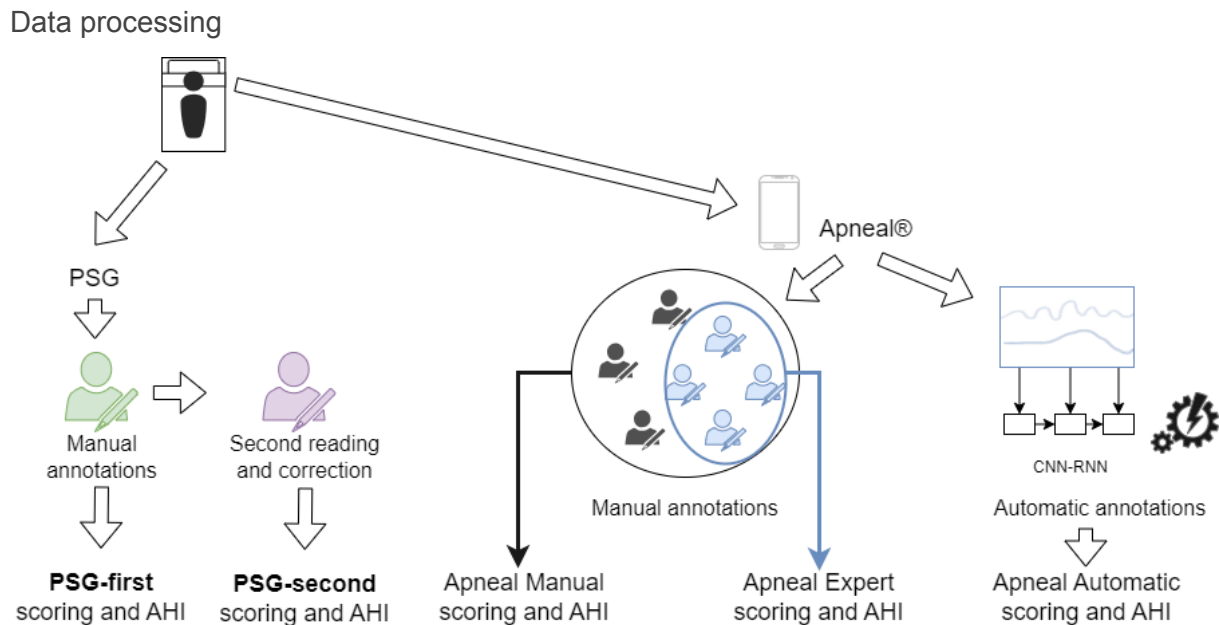 Data processing
Apneal®
PSG
Manual
annotations
Second reading
and correction
Manual annotations
CNN-RNN
Automatic annotations
PSG-first
scoring and AHI
PSG-second
scoring and AHI
Apneal Manual
scoring and AHI
Apneal Expert
scoring and AHI
Apneal Automatic
scoring and AHI